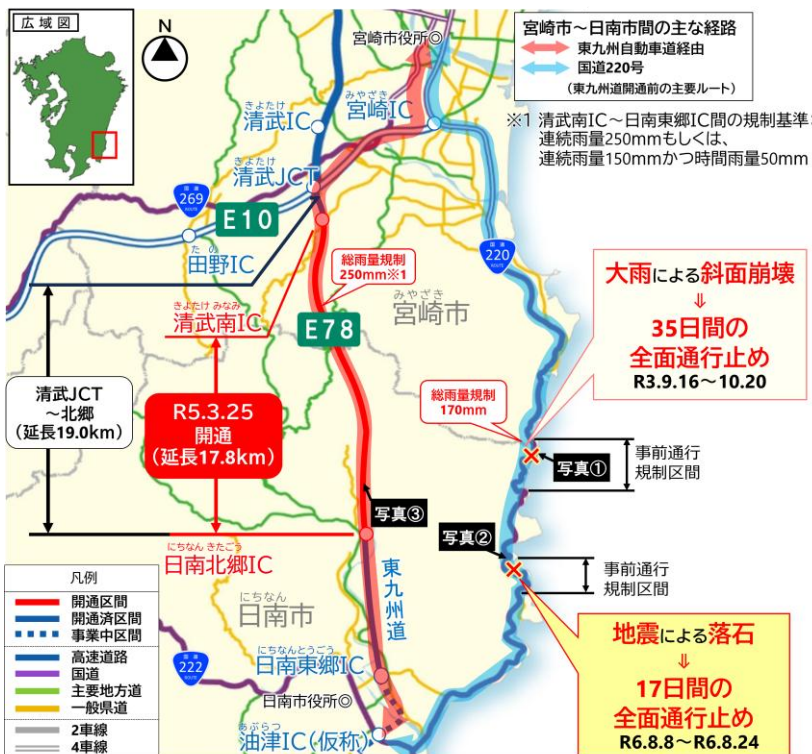 広域図
N
宮崎市役所◎
宮崎市～日南市間の主な経路
東九州自動車道経由
国道220号
(東九州道開通前の主要ルート)
※1 清武南IC～日南東郷IC間の規制基準:
連続雨量250mmもしくは、
連続雨量150mmかつ時間雨量50mm
きよたけ
清武IC
みやざき
宮崎IC
きよたけ
清武JCT
国道
269
ROUTE
E10
たの
田野IC
国道
220
ROUTE
総雨量規制
250mm※1
きよたけ みなみ
清武南IC
みやざき
宮崎市
E78
大雨による斜面崩壊
⇓
35日間の
全面通行止め
R3.9.16～10.20
清武JCT
～北郷
(延長19.0km)
R5.3.25
開通
(延長17.8km)
総雨量規制
170mm
写真①
事前通行
規制区間
写真③
写真②
にちなん きたごう
日南北郷IC
東九州道
事前通行
規制区間
凡例
開通区間
開通済区間
事業中区間
高速道路
国道
主要地方道
一般県道
2車線
4車線
にちなん
日南市
国道
222
ROUTE
にちなんとうごう
日南東郷IC
日南市役所◎
あぶらつ
油津IC(仮称)
地震による落石
⇓
17日間の
全面通行止め
R6.8.8～R6.8.24